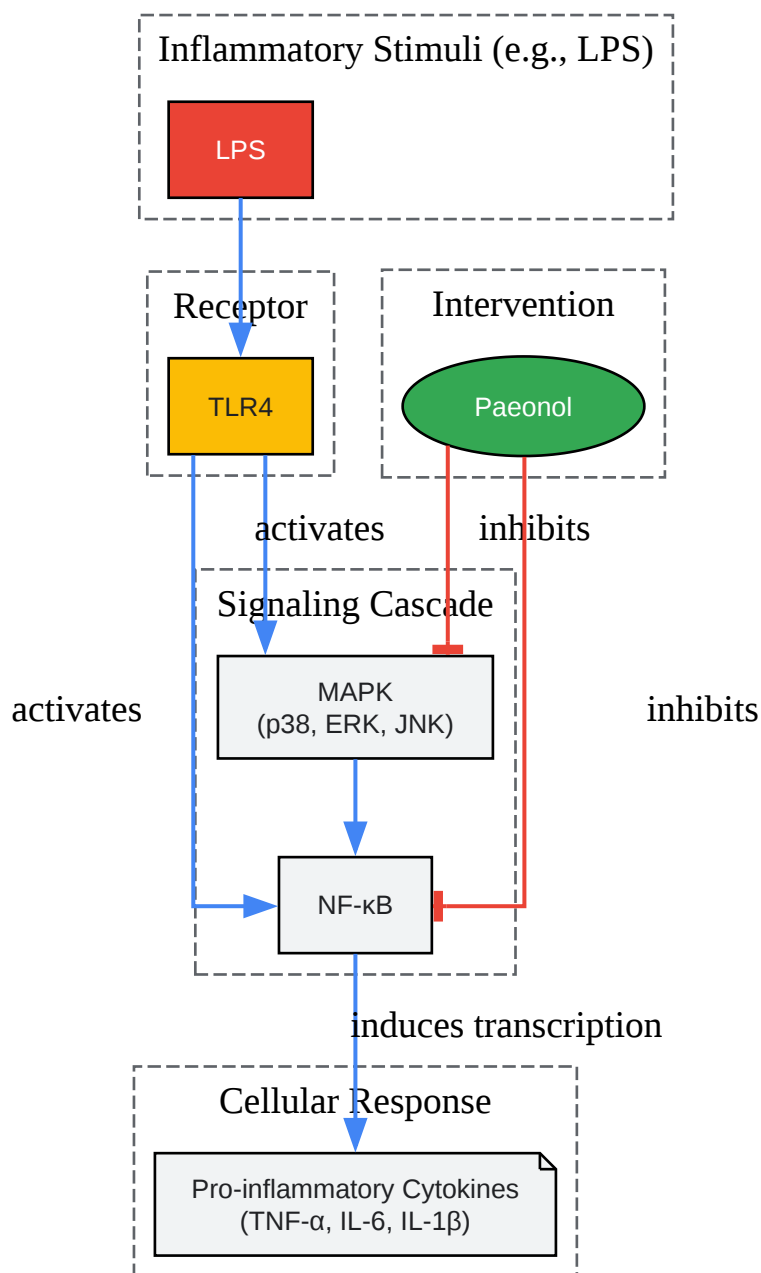 Inflammatory Stimuli (e.g., LPS)
LPS
Receptor
Intervention
TLR4
Paeonol
activates
inhibits
Signaling Cascade
MAPK
(p38, ERK, JNK)
activates
inhibits
NF-κB
induces transcription
Cellular Response
Pro-inflammatory Cytokines
(TNF-α, IL-6, IL-1β)